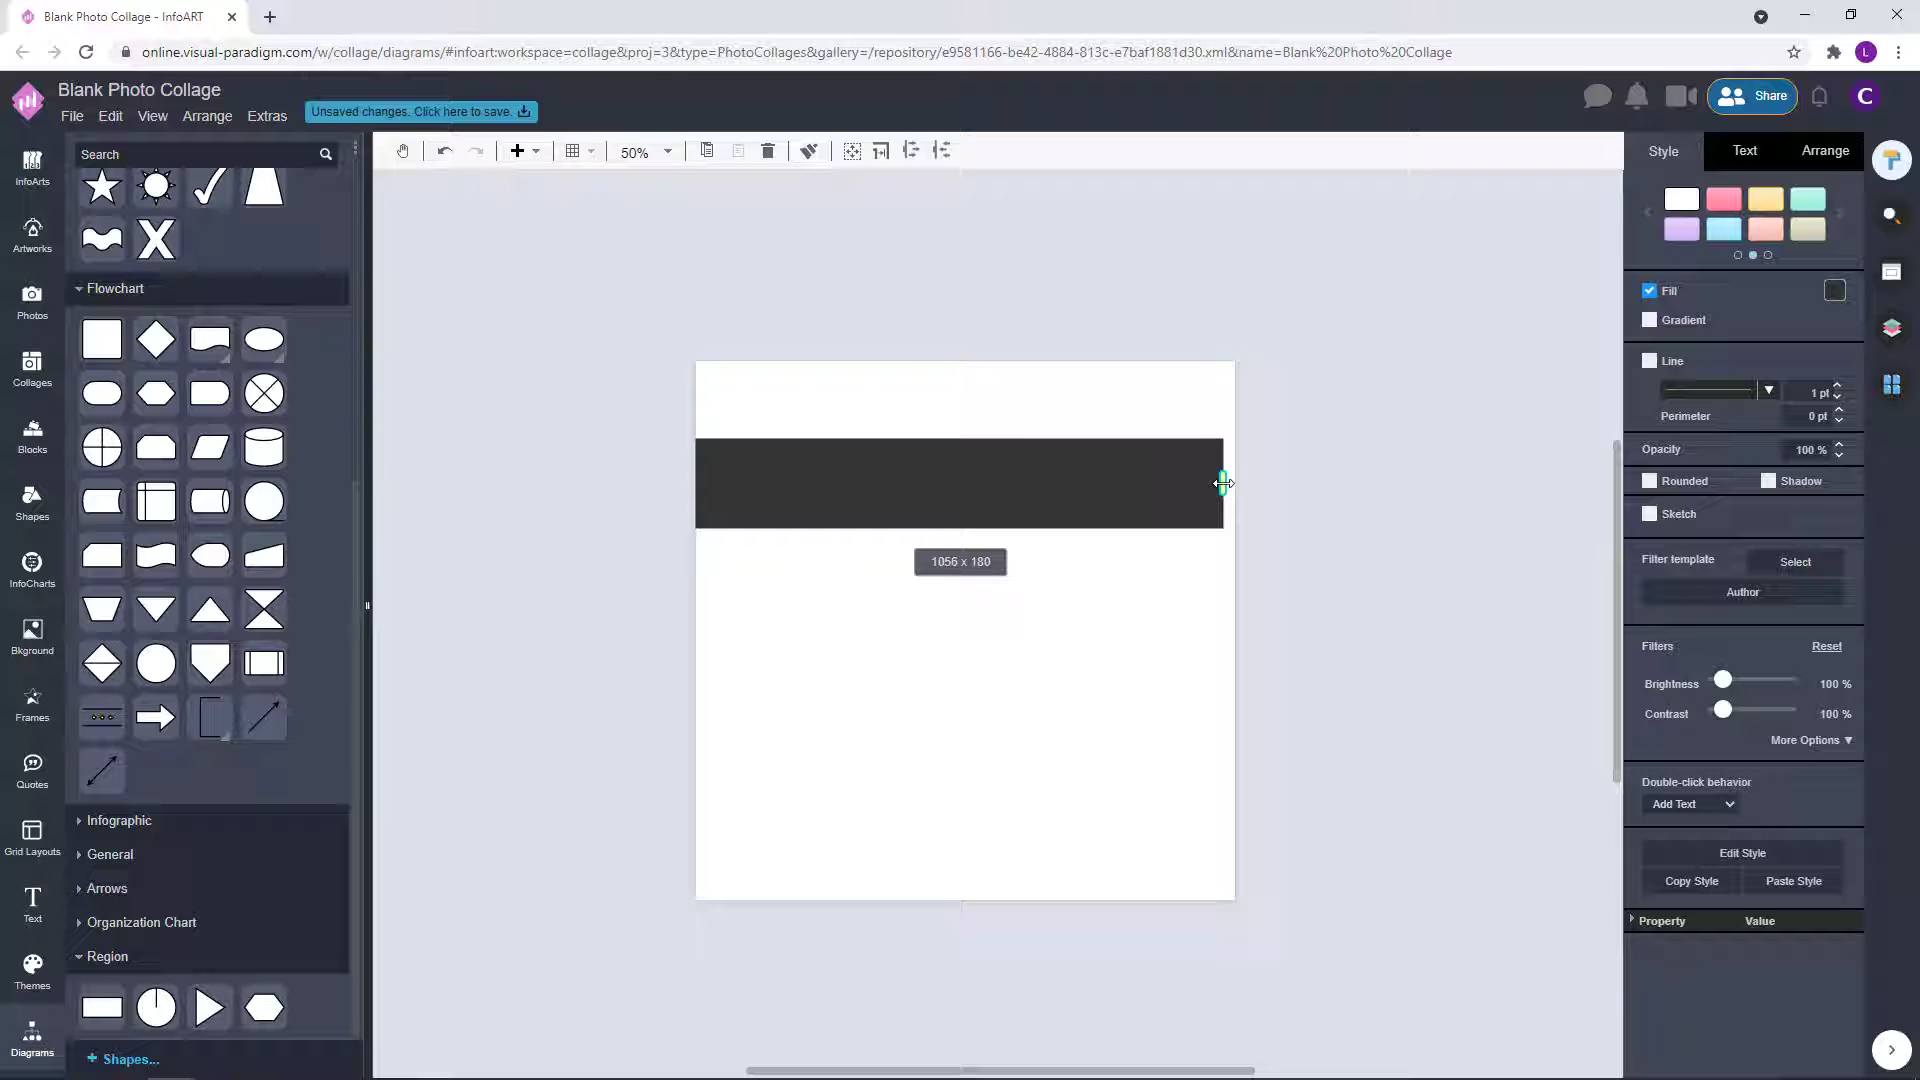 Blank Photo Collage - InfoART
online.visual-paradigm.com/w/collage/diagrams/#infoart:workspace=collage&proj=3&type=PhotoCollages&gallery=/repository/e9581166-be42-4884-813c-e7baf1881d30.xml&name=Blank%20Photo%20Collage
L
Blank Photo Collage
File Edit View Arrange Extras
Unsaved changes. Click here to save.
Share
C
InfoArts
Artworks
Photos
Collages
Blocks
Shapes
InfoCharts
Bkground
Frames
Quotes
Grid Layouts
T
Text
Themes
Diagrams
Search
Flowchart
Infographic
General
Arrows
Organization Chart
Region
+ Shapes...
50%
1056 x 180
Style Text Arrange
Fill
Gradient
Line
1 pt
Perimeter 0 pt
Opacity 100 %
Rounded Shadow
Sketch
Filter template Select
Author
Filters Reset
Brightness 100 %
Contrast 100 %
More Options
Double-click behavior
Add Text
Edit Style
Copy Style Paste Style
Property Value